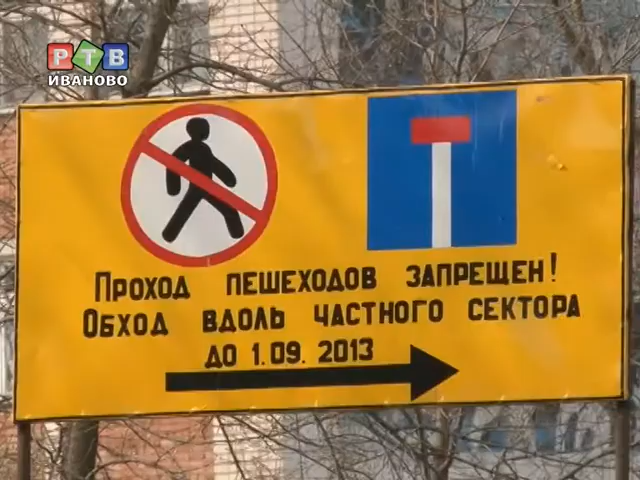 РТВ
ИВАНОВО
ПРОХОД ПЕШЕХОДОВ ЗАПРЕЩЕН!
ОБХОД ВДОЛЬ ЧАСТНОГО СЕКТОРА
ДО 1.09. 2013